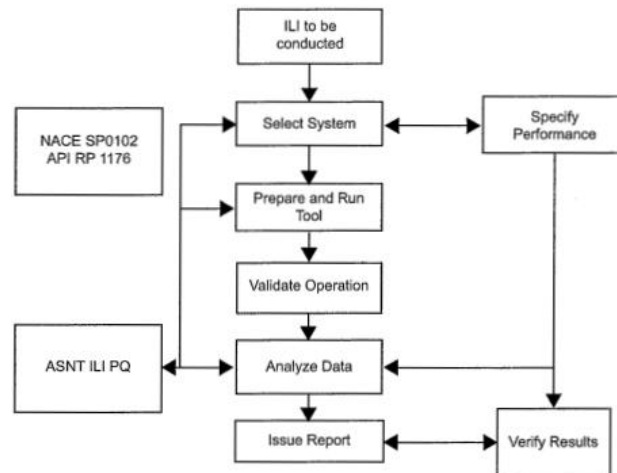 ILI to be
conducted
NACE SP0102
API RP 1176
Select System
Specify
Performance
Prepare and Run
Tool
Validate Operation
ASNT ILI PQ
Analyze Data
Issue Report
Verify Results